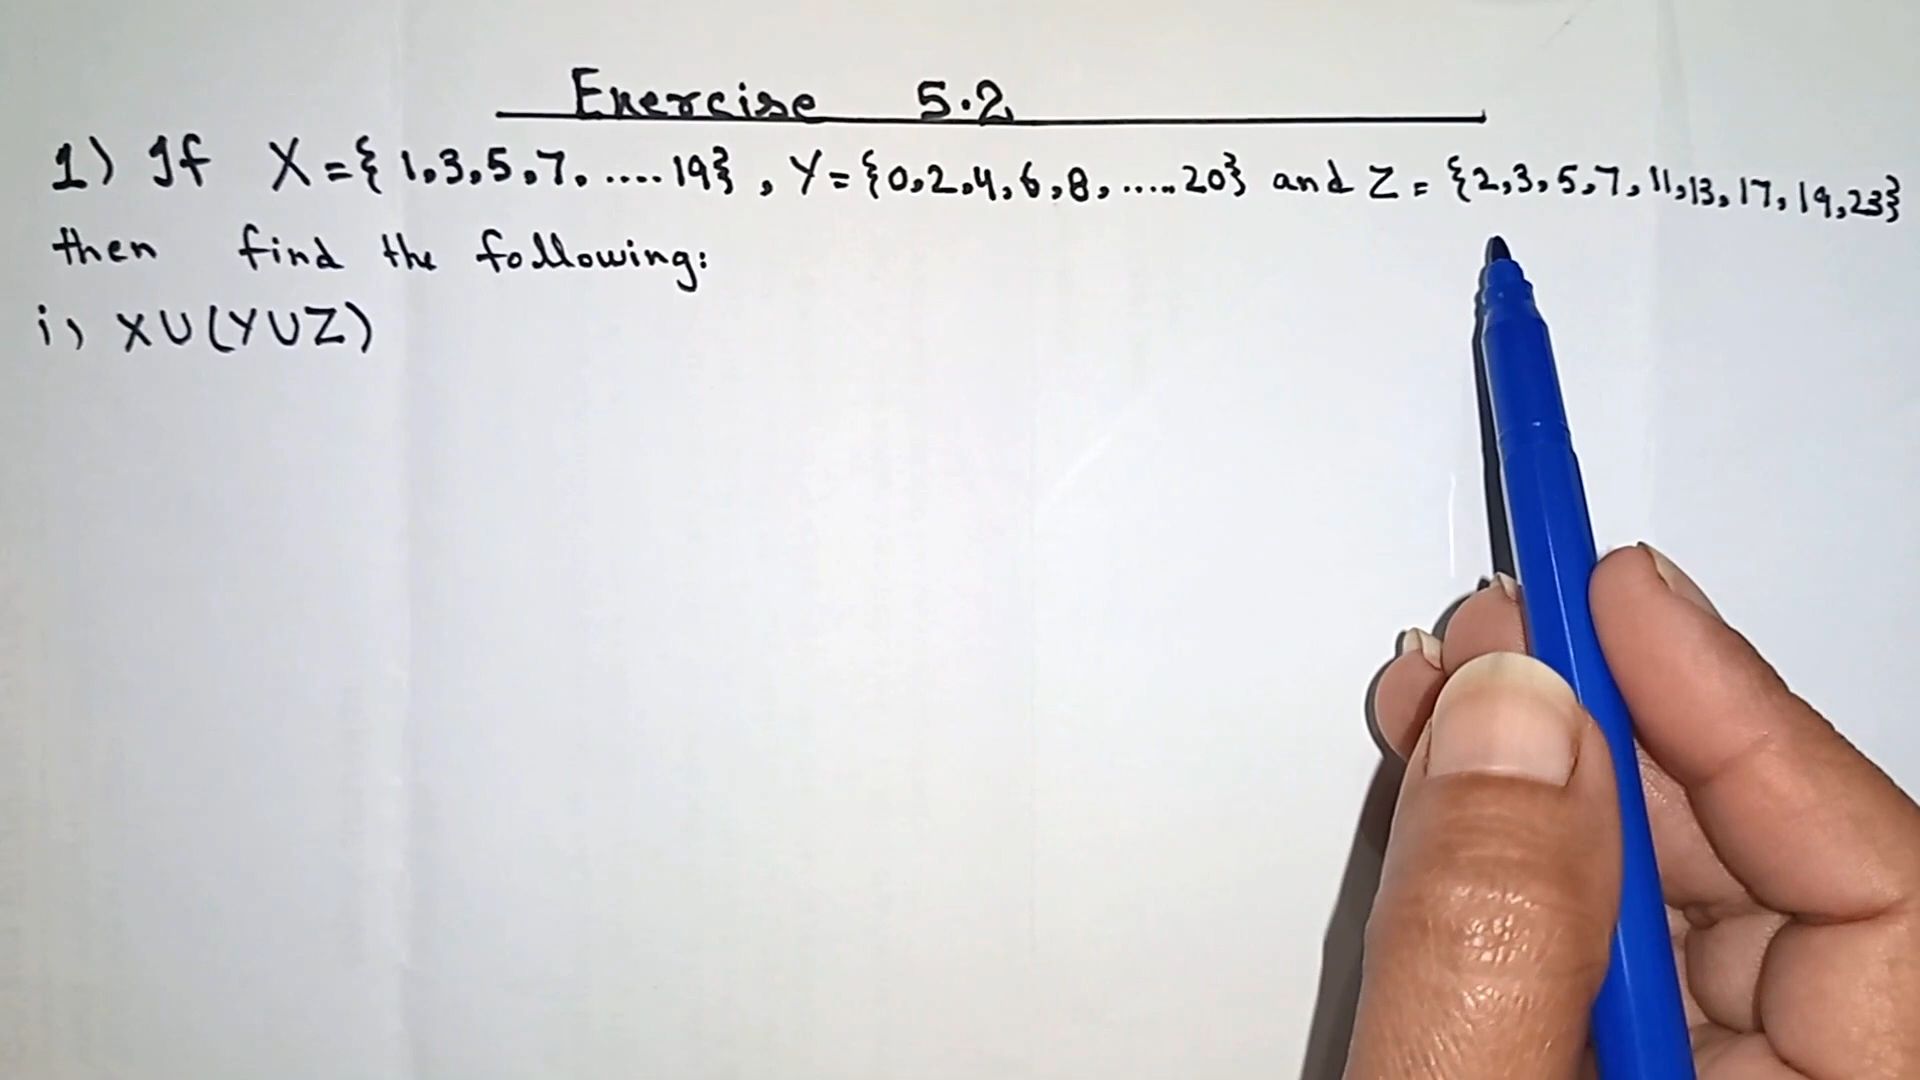 Exercise 5.2
1) If X = { 1, 3, 5, 7, ..... 19 } , Y = {0, 2, 4, 6, 8, ..... 20} and Z = {2, 3, 5, 7, 11, 13, 17, 19, 23}
then find the following:
i) X∪(Y∪Z)